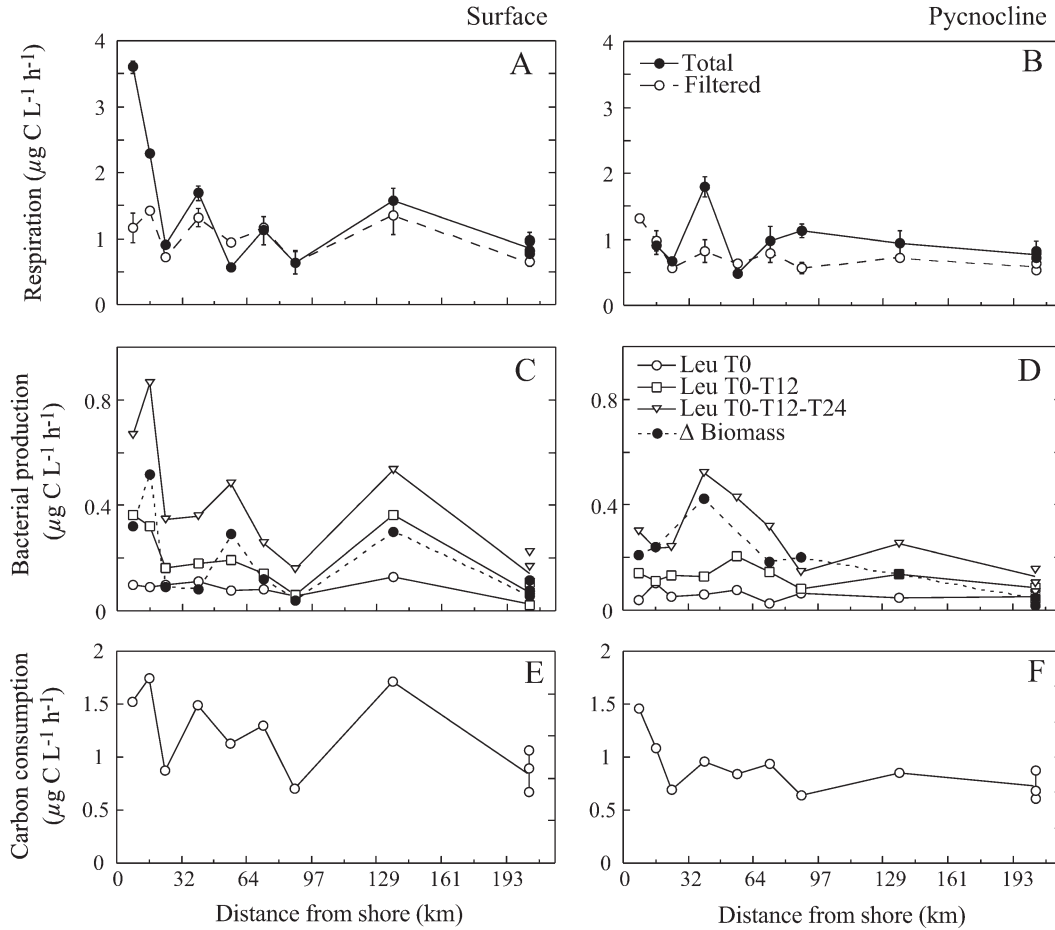 Surface
Pycnocline
Respiration (µg C L-1 h-1)
4
3
2
1
0
A
4
3
2
1
0
B
Total
Filtered
Bacterial production
(µg C L-1 h-1)
0.8
0.4
0
C
0.8
0.4
0
D
Leu T0
Leu T0-T12
Leu T0-T12-T24
Δ Biomass
Carbon consumption
(µg C L-1 h-1)
2
1.5
1
0.5
0
E
2
1.5
1
0.5
0
F
0 32 64 97 129 161 193
0 32 64 97 129 161 193
Distance from shore (km)
Distance from shore (km)